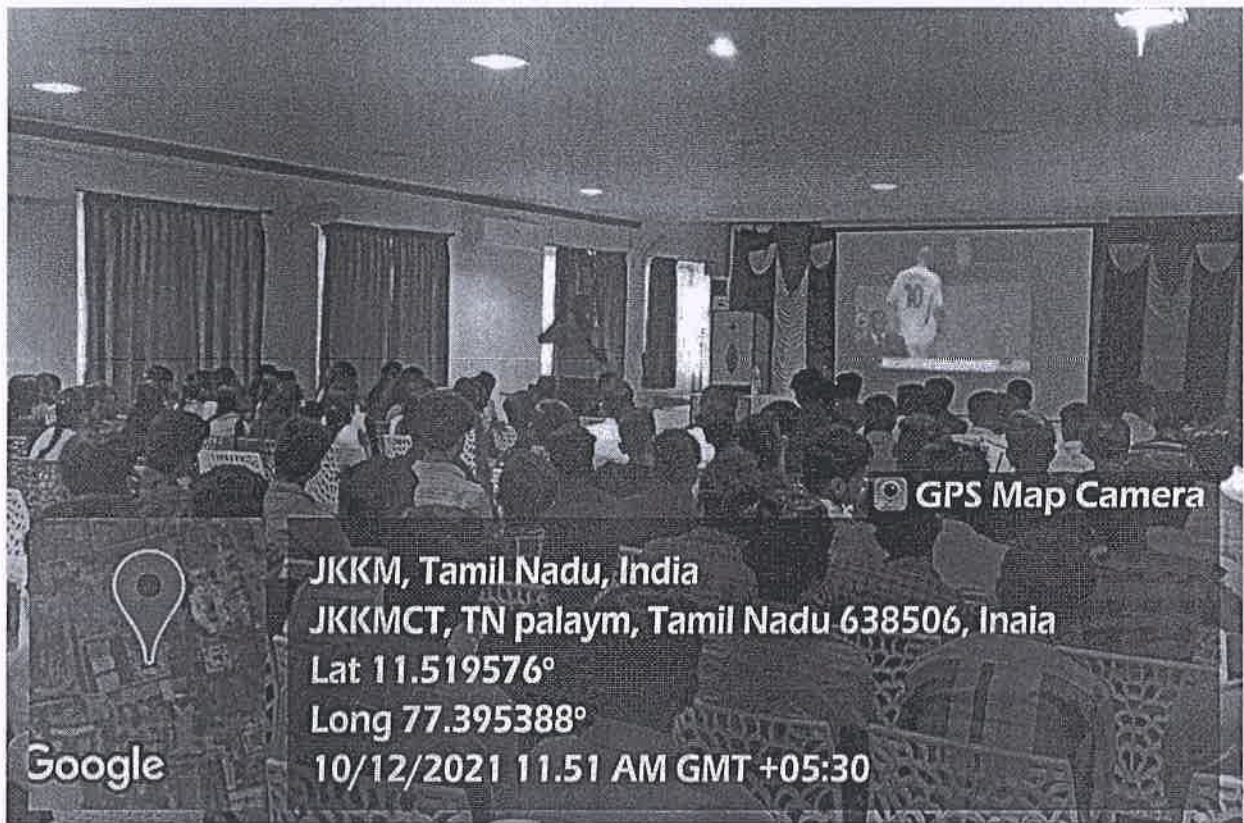 10
GPS Map Camera
JKKM, Tamil Nadu, India
JKKMCT, TN palaym, Tamil Nadu 638506, Inaia
Lat 11.519576°
Long 77.395388°
10/12/2021 11.51 AM GMT +05:30
Google